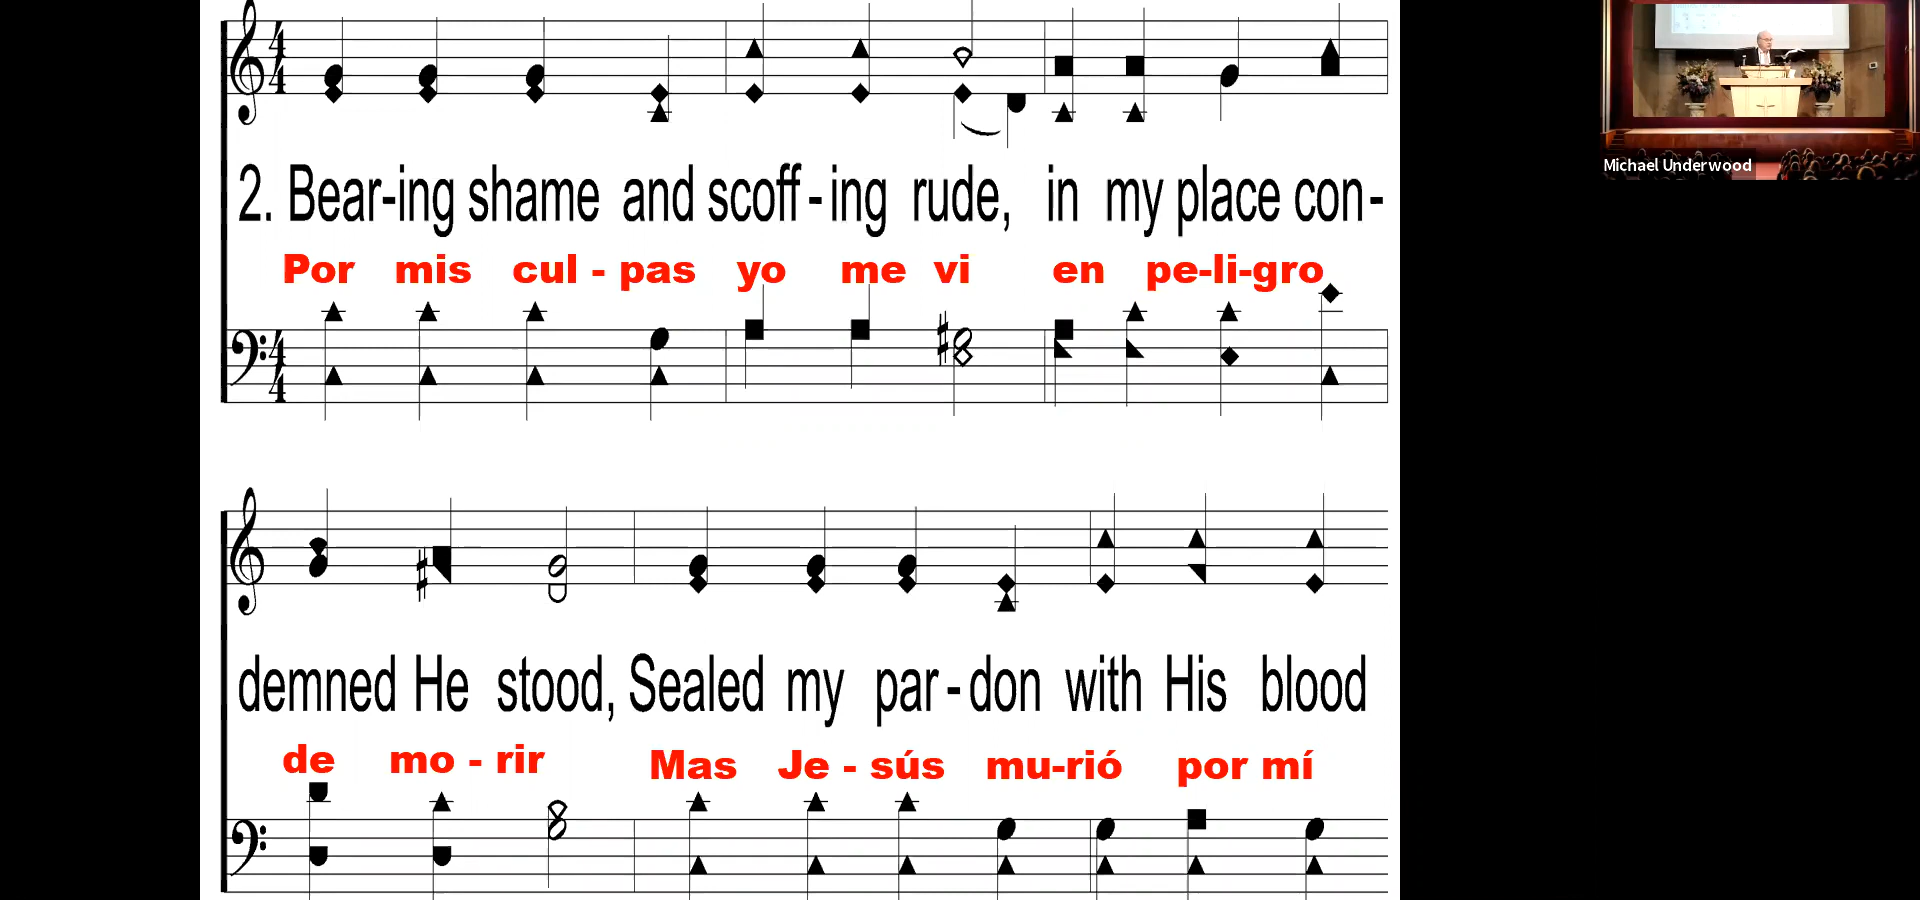 2. Bear-ing shame and scoff-ing rude, in my place con-
Por mis cul - pas yo me vi en pe-li-gro
demned He stood, Sealed my par-don with His blood
de mo - rir Mas Je - sús mu-rió por mí
Michael Underwood